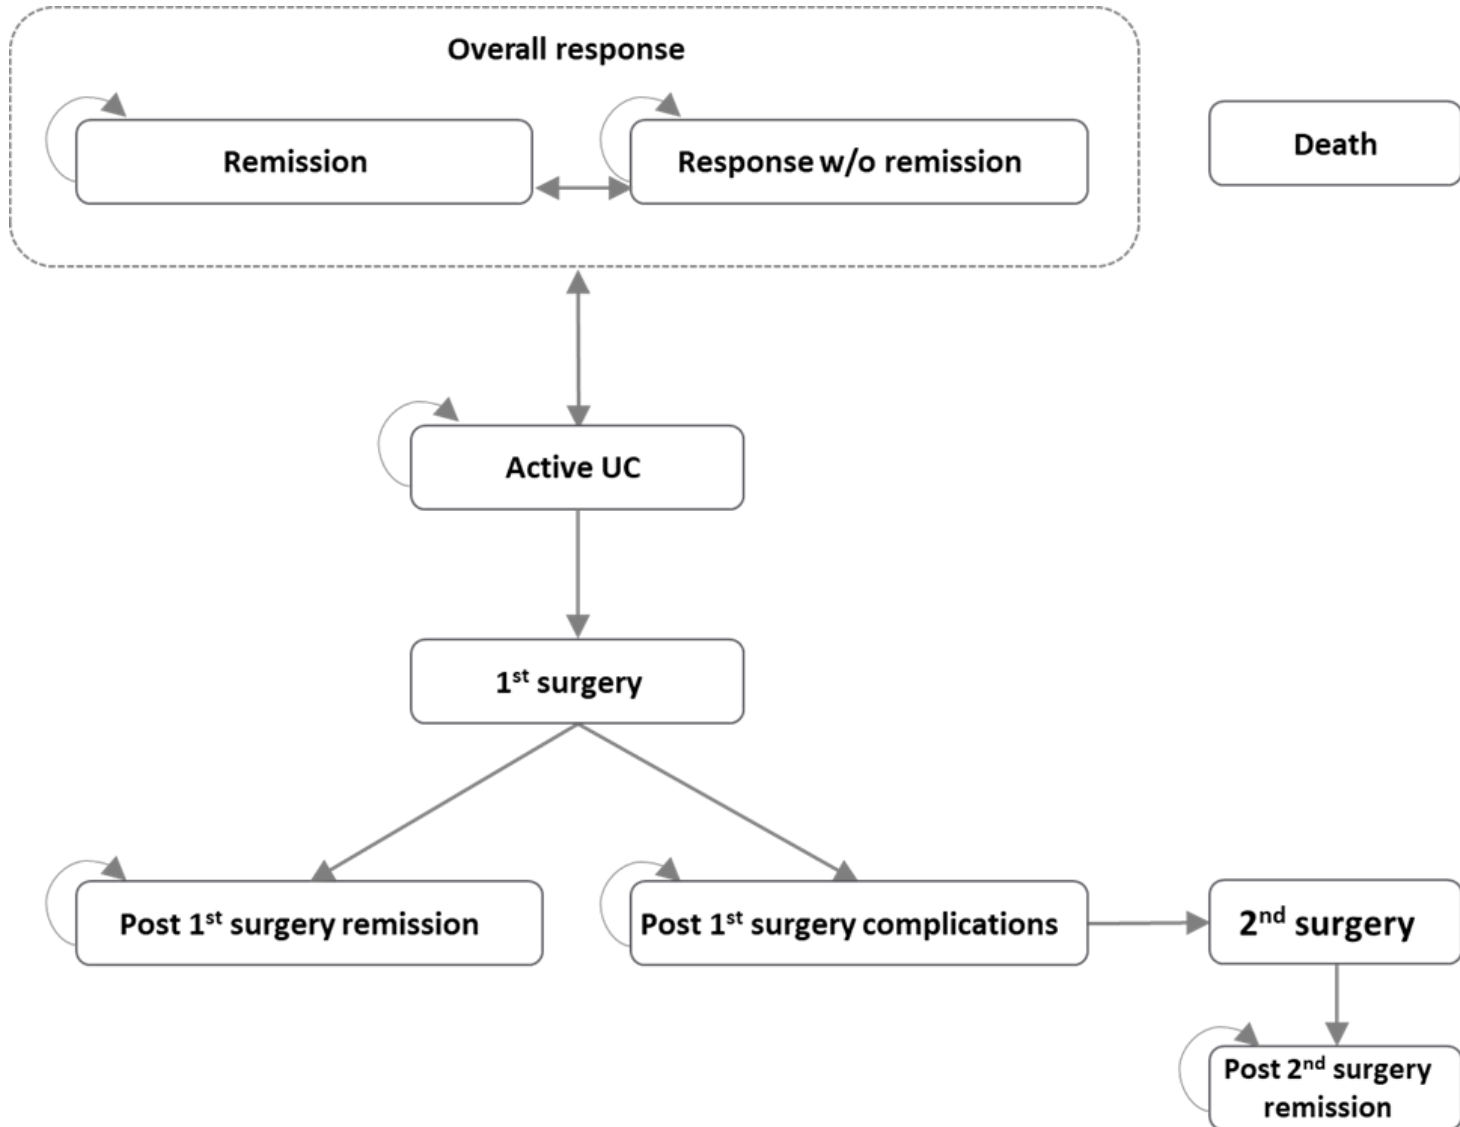 Overall response
Remission
Response w/o remission
Death
Active UC
1st surgery
Post 1st surgery remission
Post 1st surgery complications
2nd surgery
Post 2nd surgery
remission